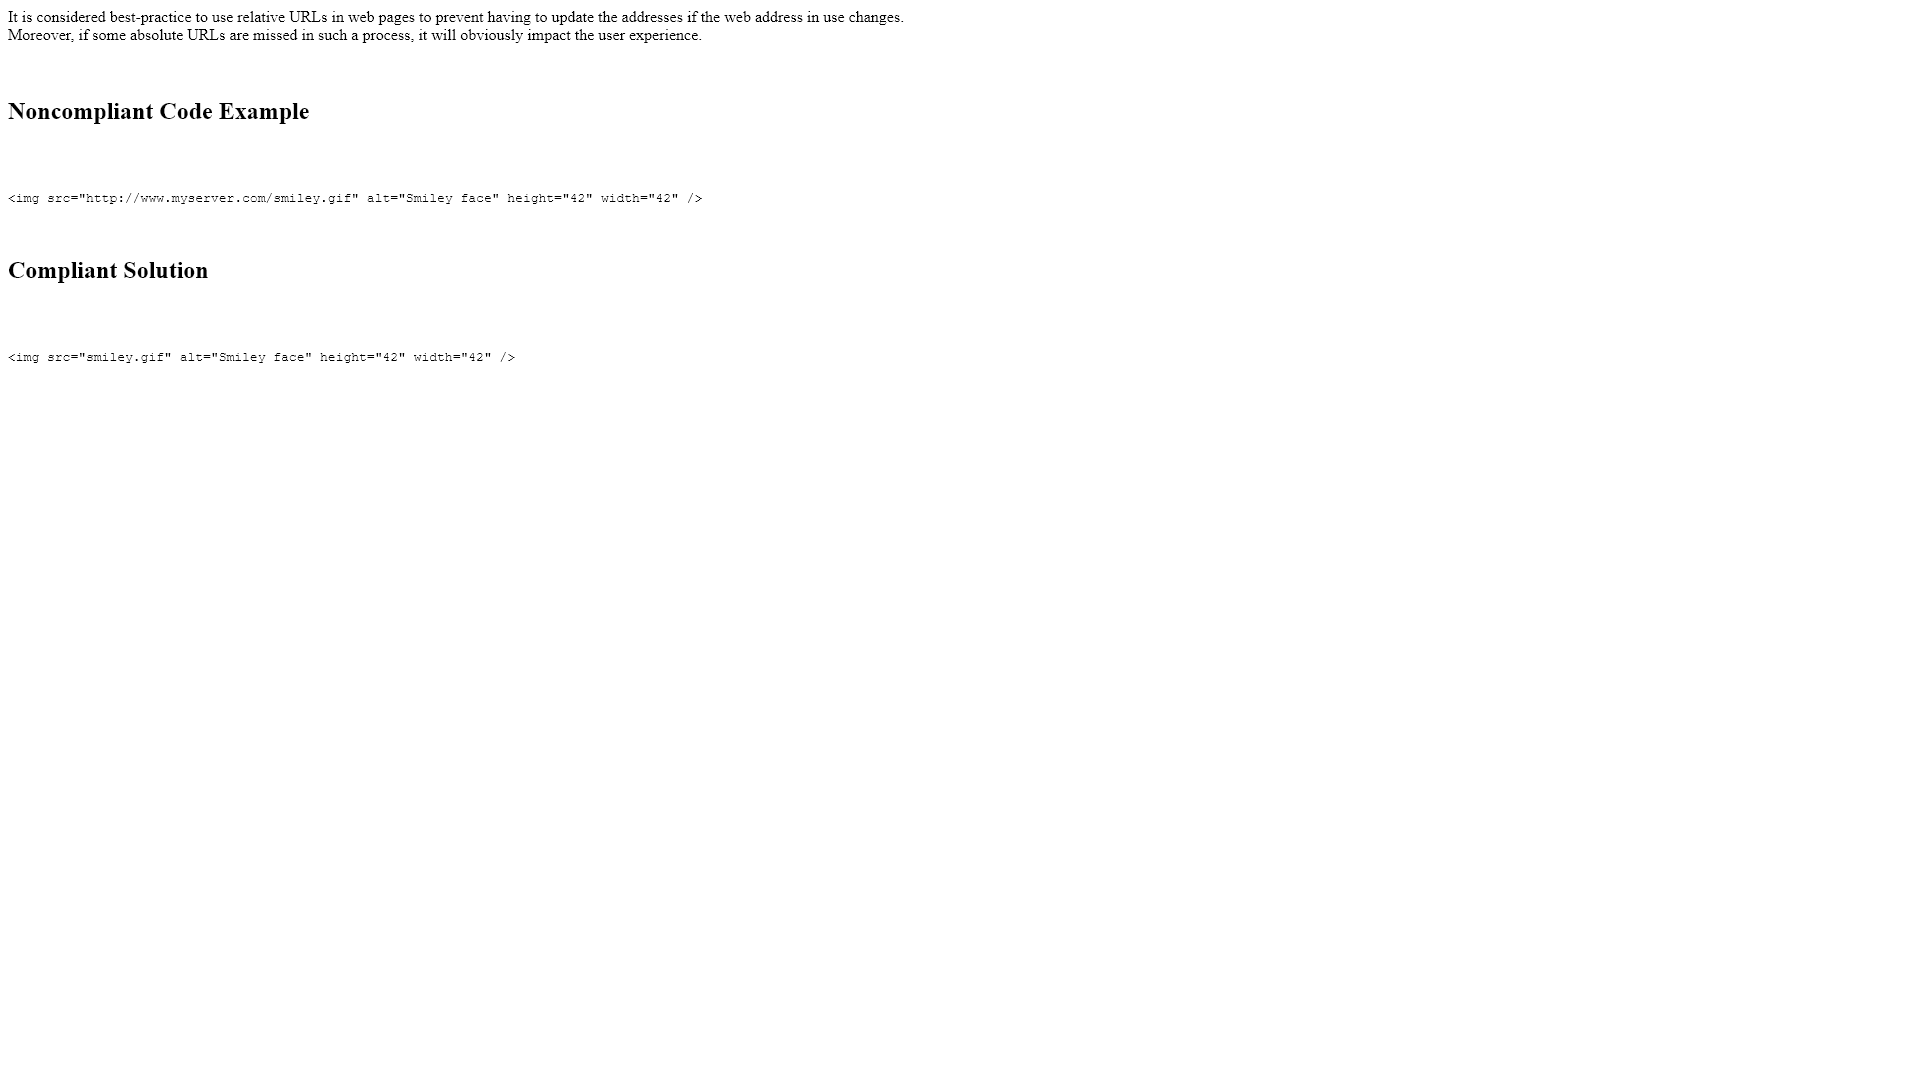 It is considered best-practice to use relative URLs in web pages to prevent having to update the addresses if the web address in use changes.
Moreover, if some absolute URLs are missed in such a process, it will obviously impact the user experience.
Noncompliant Code Example
<img src="http://www.myserver.com/smiley.gif" alt="Smiley face" height="42" width="42" />
Compliant Solution
<img src="smiley.gif" alt="Smiley face" height="42" width="42" />